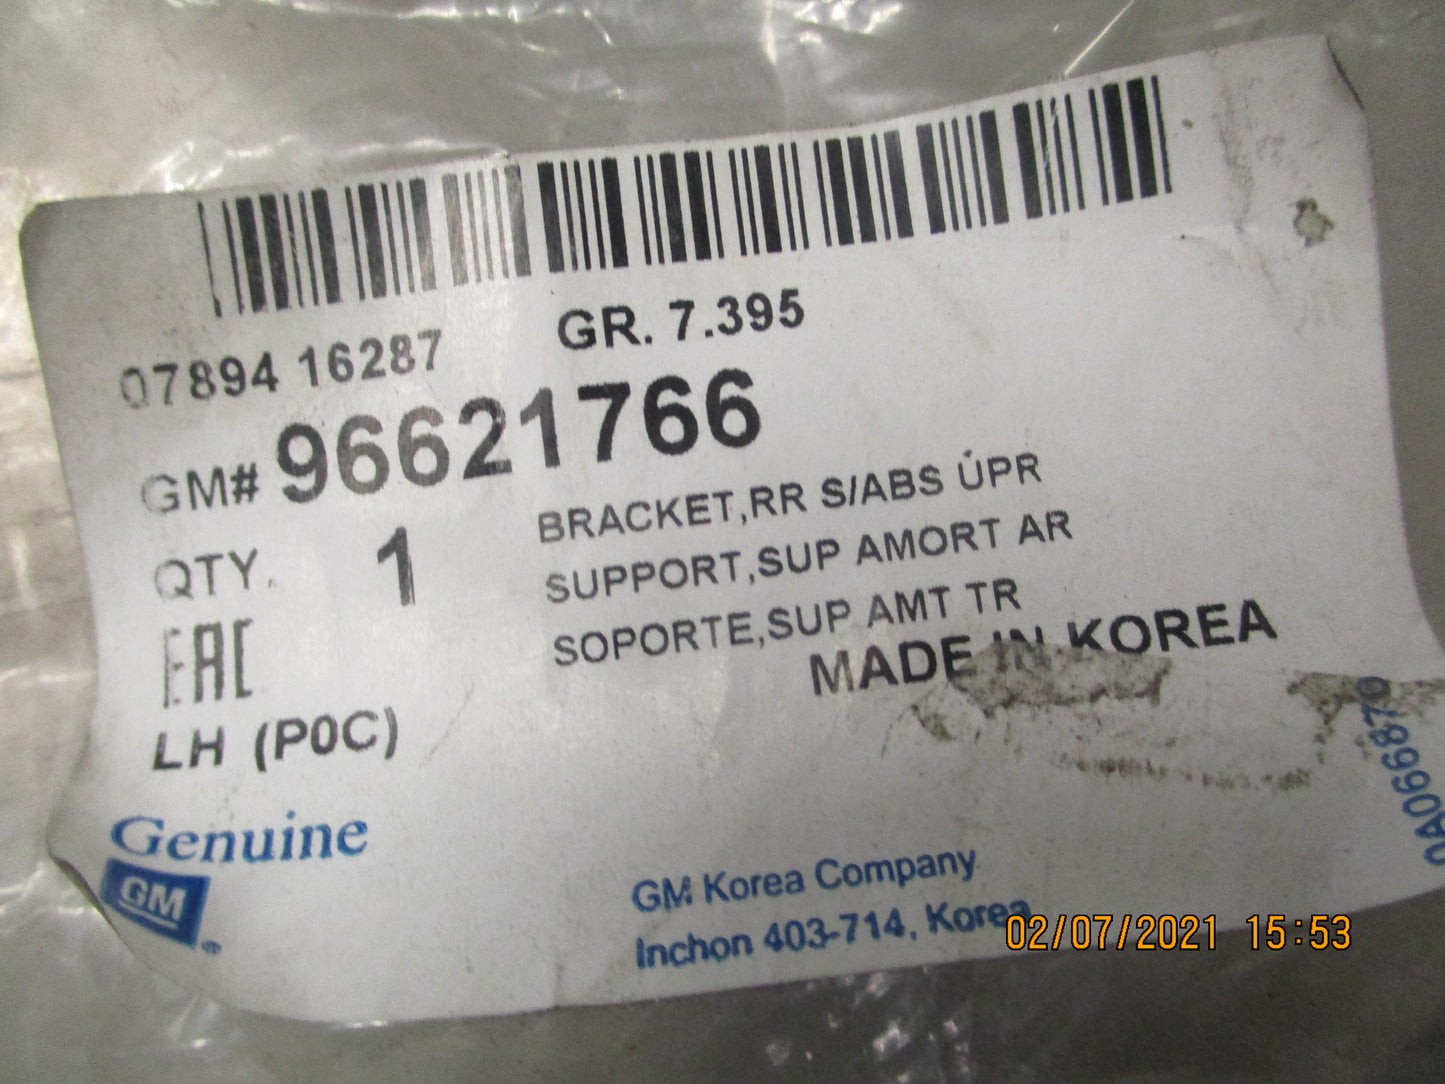 07894 16287
GR. 7.395
GM# 96621766
QTY. 1
BRACKET,RR S/ABS UPR
SUPPORT,SUP AMORT AR
SOPORTE,SUP AMT TR
MADE IN KOREA
EAC
LH (P0C)
Genuine
GM
®
GM Korea Company
Inchon 403-714, Korea
0A066870
02/07/2021 15:53